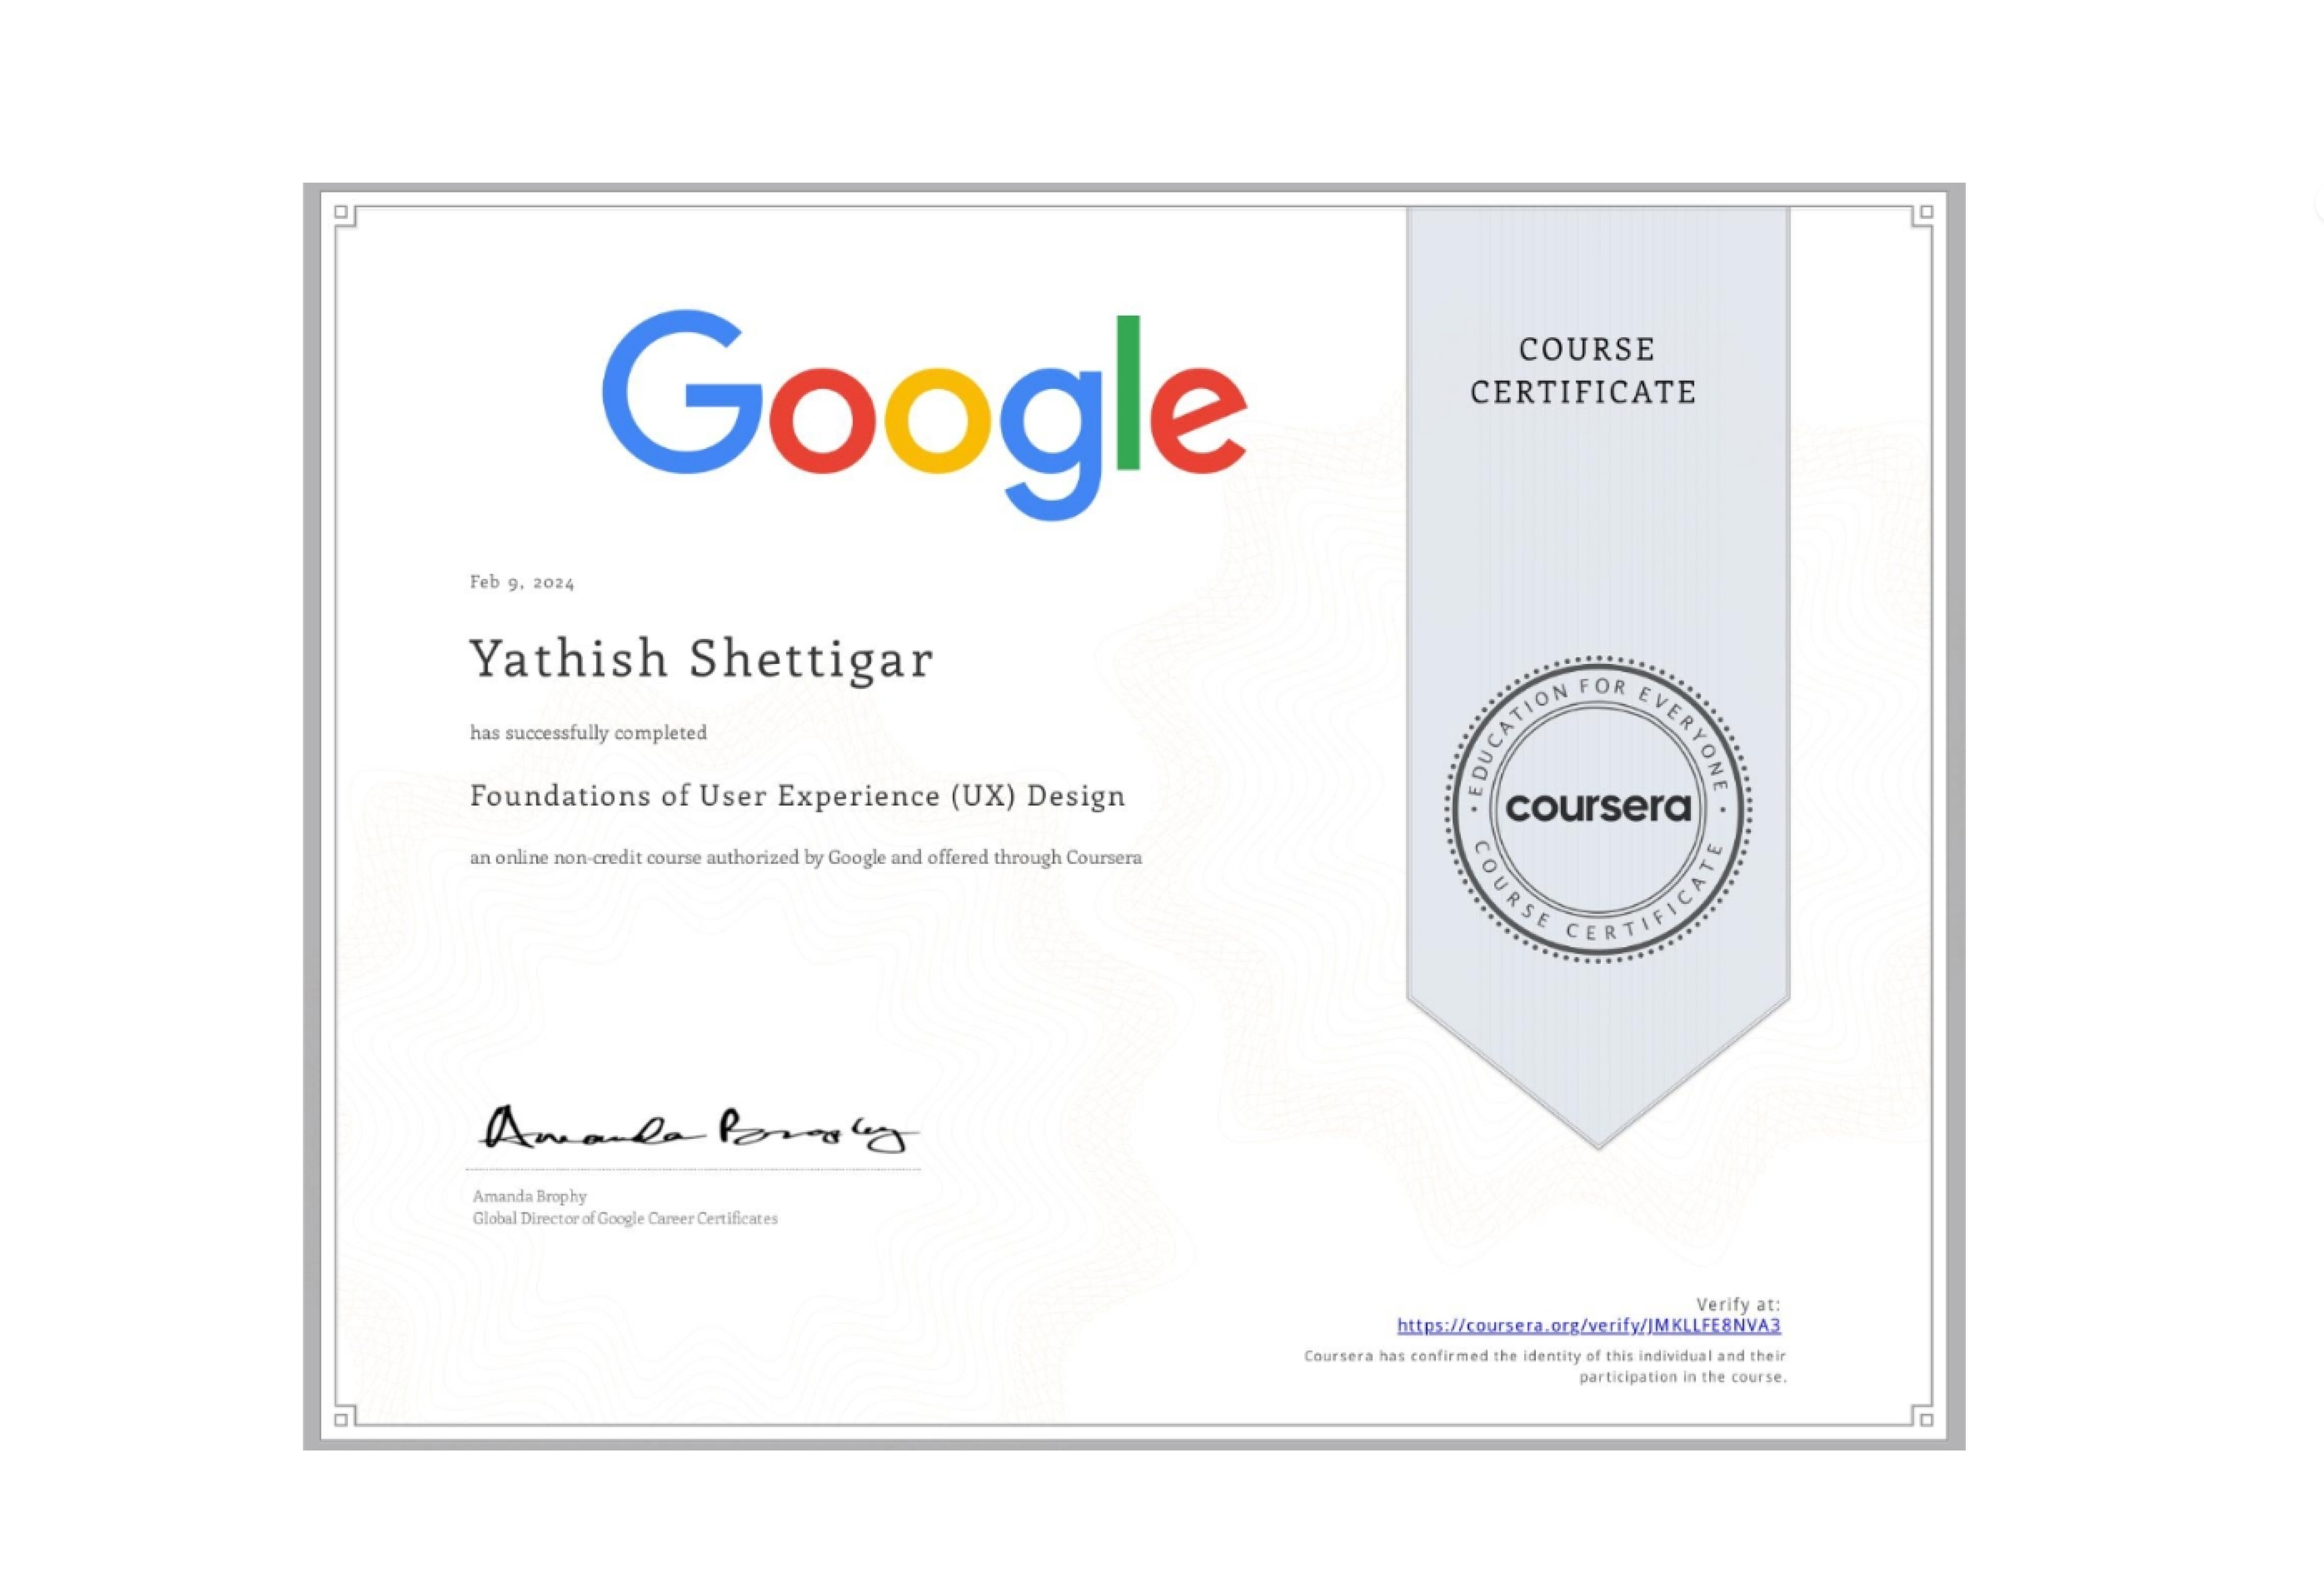 Google
COURSE
CERTIFICATE
Feb 9, 2024
Yathish Shettigar
has successfully completed
Foundations of User Experience (UX) Design
an online non-credit course authorized by Google and offered through Coursera
EDUCATION FOR EVERYONE
coursera
COURSE CERTIFICATE
Amanda Brophy
Amanda Brophy
Global Director of Google Career Certificates
Verify at:
https://coursera.org/verify/JMKLLFE8NVA3
Coursera has confirmed the identity of this individual and their
participation in the course.